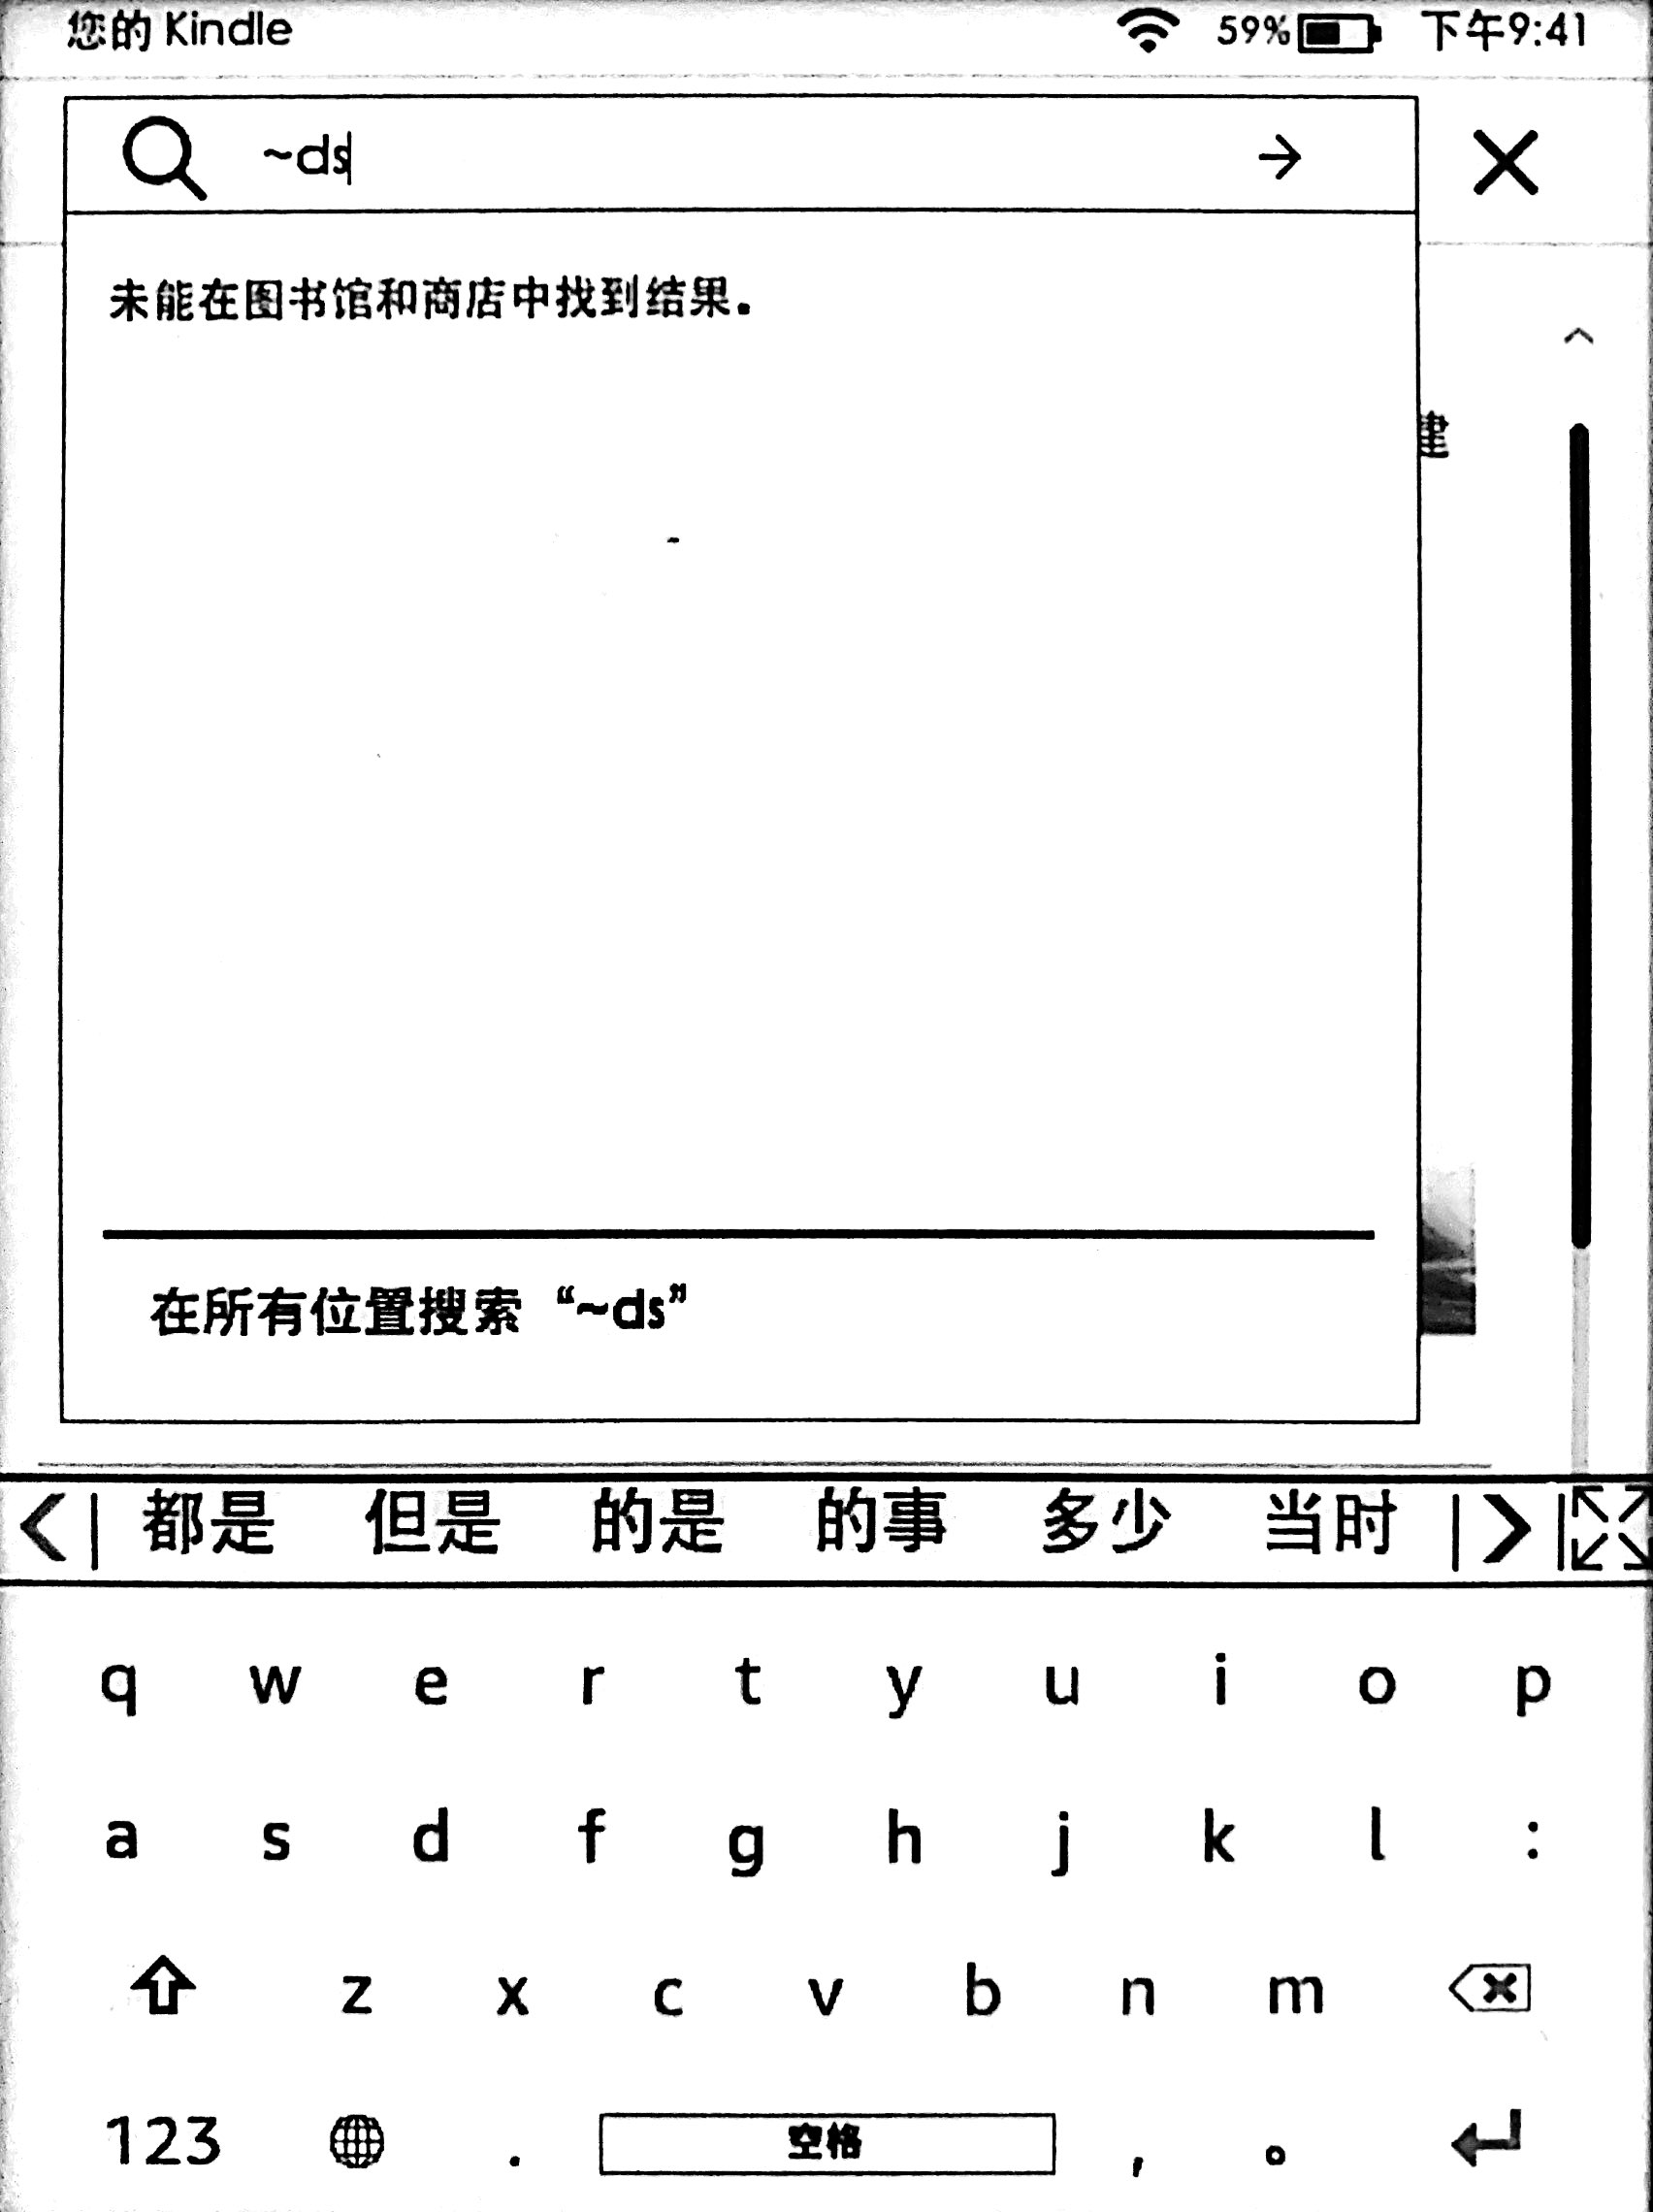 您的 Kindle 59% 下午9:41
~ds
未能在图书馆和商店中找到结果。
建
在所有位置搜索 “~ds”
都是 但是 的是 的事 多少 当时
q w e r t y u i o p
a s d f g h j k l :
z x c v b n m
123 . 空格 , 。